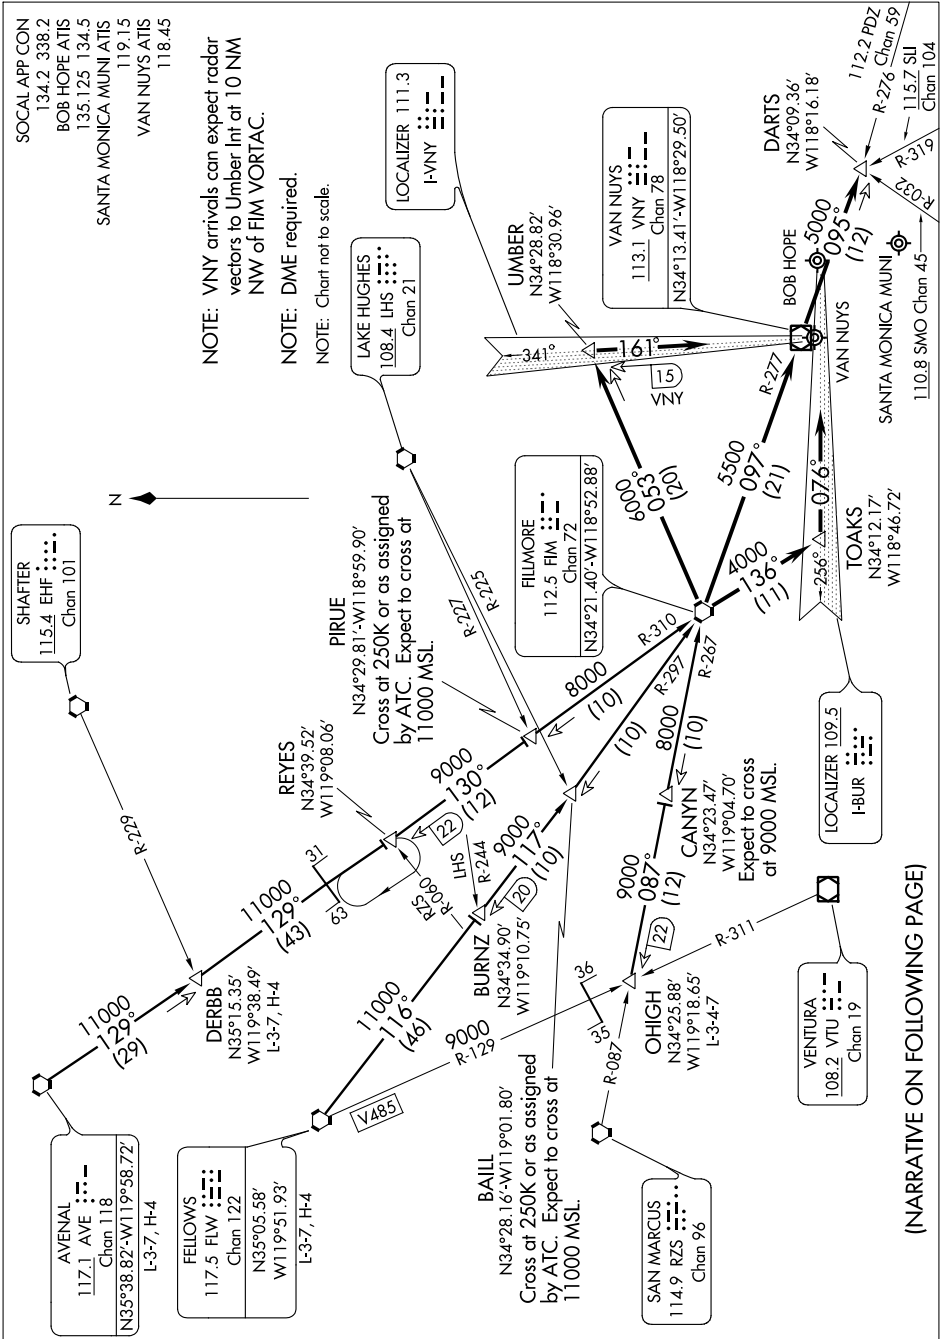 SOCAL APP CON
134.2 338.2
BOB HOPE ATIS
135.125 134.5
SANTA MONICA MUNI ATIS
119.15
VAN NUYS ATIS
118.45
NOTE: VNY arrivals can expect radar
vectors to Umber Int at 10 NM
NW of FIM VORTAC.
NOTE: DME required.
NOTE: Chart not to scale.
N
SHAFTER
115.4 EHF
Chan 101
R-229
LAKE HUGHES
108.4 LHS
Chan 21
R-227
R-225
LOCALIZER 111.3
I-VNY
341°
161°
UMBER
N34°28.82'
W118°30.96'
15
VNY
VAN NUYS
113.1 VNY
Chan 78
N34°13.41'-W118°29.50'
DARTS
N34°09.36'
W118°16.18'
112.2 PDZ
R-276 Chan 59
115.7 SLI
Chan 104
R-319
R-032
5000
095°
(12)
BOB HOPE
VAN NUYS
SANTA MONICA MUNI
110.8 SMO Chan 45
R-277
5500
097°
(21)
6000
053°
(20)
4000
136°
(11)
FILLMORE
112.5 FIM
Chan 72
N34°21.40'-W118°52.88'
TOAKS
N34°12.17'
W118°46.72'
256°
076°
LOCALIZER 109.5
I-BUR
PIRUE
N34°29.81'-W118°59.90'
Cross at 250K or as assigned
by ATC. Expect to cross at
11000 MSL.
R-310
8000
(10)
R-297
(10)
R-267
8000
(10)
REYES
N34°39.52'
W119°08.06'
9000
130°
(12)
22
31
63
RZS
R-060
LHS
R-244
11000
129°
(43)
DERBB
N35°15.35'
W119°38.49'
L-3-7, H-4
11000
129°
(29)
AVENAL
117.1 AVE
Chan 118
N35°38.82'-W119°58.72'
L-3-7, H-4
FELLOWS
117.5 FLW
Chan 122
N35°05.58'
W119°51.93'
L-3-7, H-4
11000
116°
(46)
BURNZ
N34°34.90'
W119°10.75'
20
9000
117°
(10)
V485
9000
R-129
BAILL
N34°28.16'-W119°01.80'
Cross at 250K or as assigned
by ATC. Expect to cross at
11000 MSL.
36
35
OHIGH
N34°25.88'
W119°18.65'
L-3-4-7
22
9000
087°
(12)
CANYN
N34°23.47'
W119°04.70'
Expect to cross
at 9000 MSL.
R-087
R-311
SAN MARCUS
114.9 RZS
Chan 96
VENTURA
108.2 VTU
Chan 19
(NARRATIVE ON FOLLOWING PAGE)